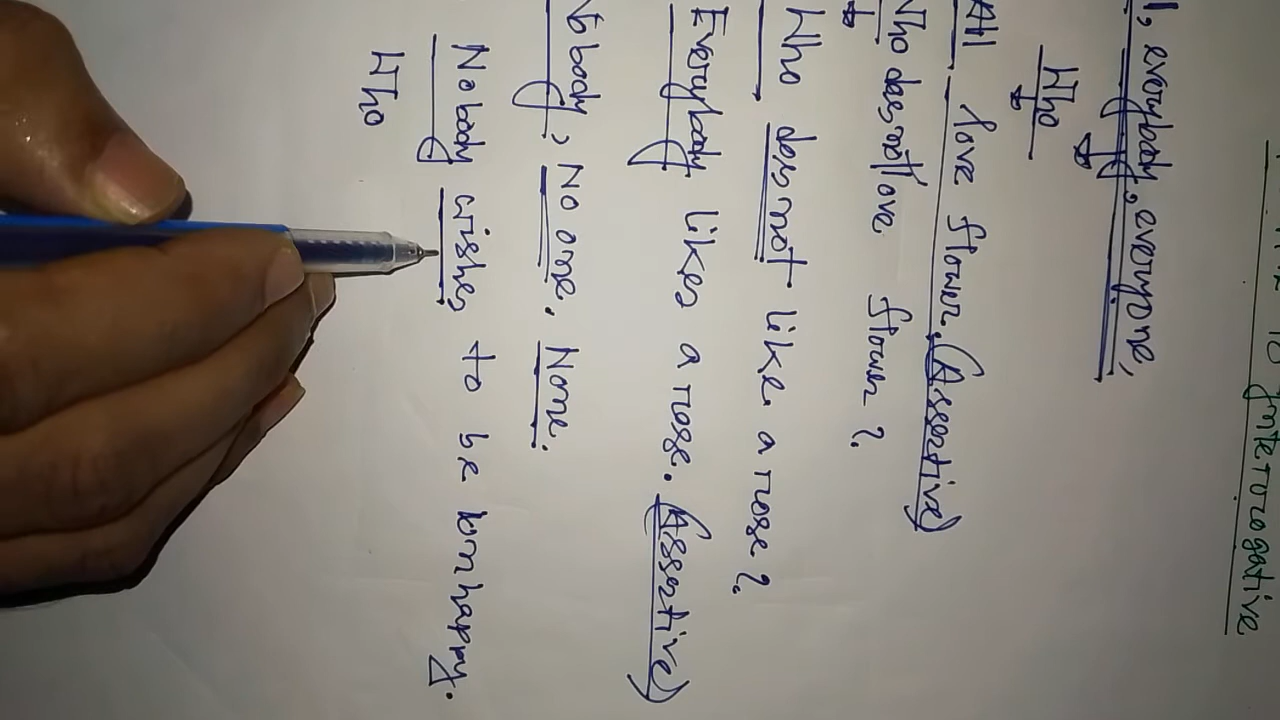 to Interrogative
everybody, everyone,
Who
All love flower. (Assertive)
Who does not love flower?
Who does not like a rose?
Everybody likes a rose. (Assertive)
Nobody, No one, None.
Nobody wishes to be unhappy.
Who